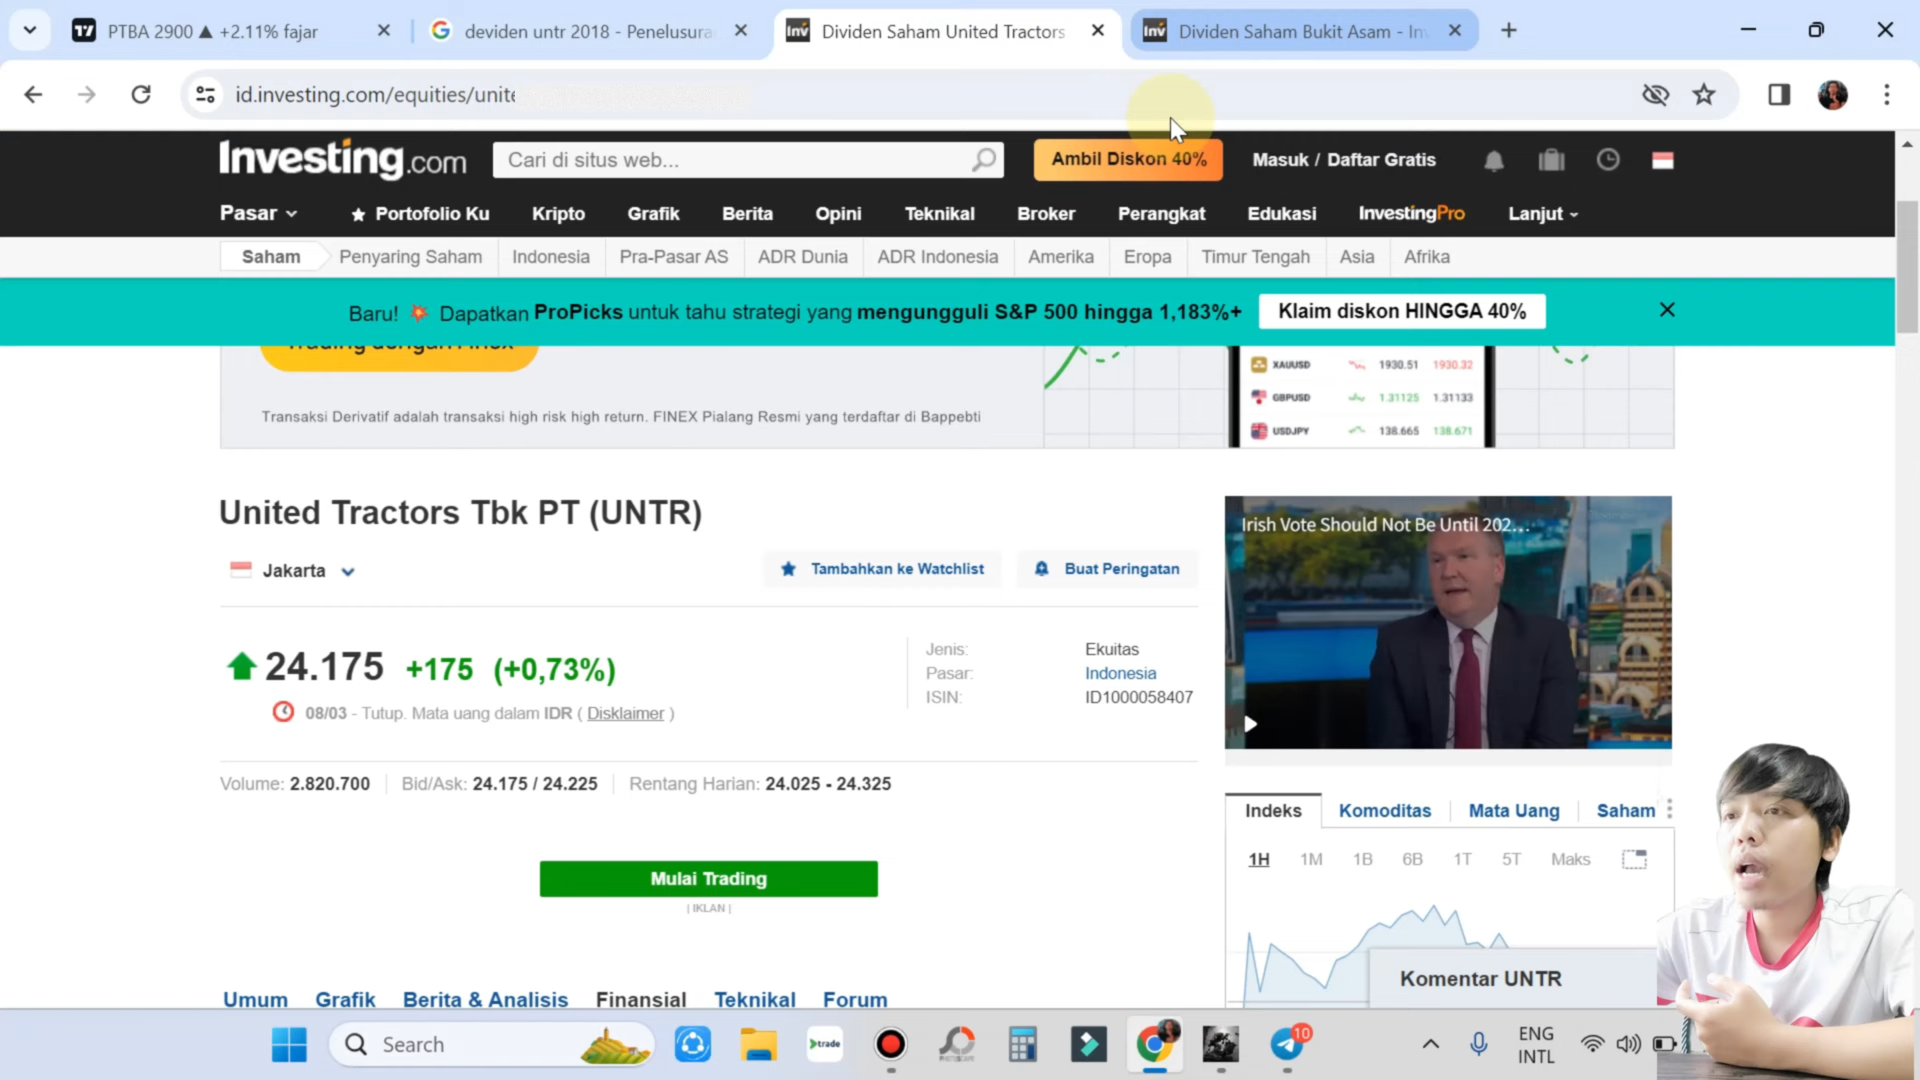 PTBA 2900 ▲ +2.11% fajar
deviden untr 2018 - Penelusura
Dividen Saham United Tractors
Dividen Saham Bukit Asam - In
id.investing.com/equities/unite
Investing.com
Cari di situs web...
Ambil Diskon 40%
Masuk / Daftar Gratis
Pasar
Portofolio Ku
Kripto
Grafik
Berita
Opini
Teknikal
Broker
Perangkat
Edukasi
InvestingPro
Lanjut
Saham
Penyaring Saham
Indonesia
Pra-Pasar AS
ADR Dunia
ADR Indonesia
Amerika
Eropa
Timur Tengah
Asia
Afrika
Baru! Dapatkan ProPicks untuk tahu strategi yang mengungguli S&P 500 hingga 1,183%+
Klaim diskon HINGGA 40%
Trading dengan Finex
XAUUSD 1930.51 1930.32
GBPUSD 1.31125 1.31133
USDJPY 138.665 138.671
Transaksi Derivatif adalah transaksi high risk high return. FINEX Pialang Resmi yang terdaftar di Bappebti
United Tractors Tbk PT (UNTR)
Irish Vote Should Not Be Until 202...
Jakarta
Tambahkan ke Watchlist
Buat Peringatan
24.175 +175 (+0,73%)
08/03 - Tutup. Mata uang dalam IDR ( Disklaimer )
Jenis: Ekuitas
Pasar: Indonesia
ISIN: ID1000058407
Volume: 2.820.700
Bid/Ask: 24.175 / 24.225
Rentang Harian: 24.025 - 24.325
Indeks
Komoditas
Mata Uang
Saham
1H 1M 1B 6B 1T 5T Maks
Mulai Trading
| IKLAN |
Komentar UNTR
Umum
Grafik
Berita & Analisis
Finansial
Teknikal
Forum
Search
trade
10
ENG
INTL